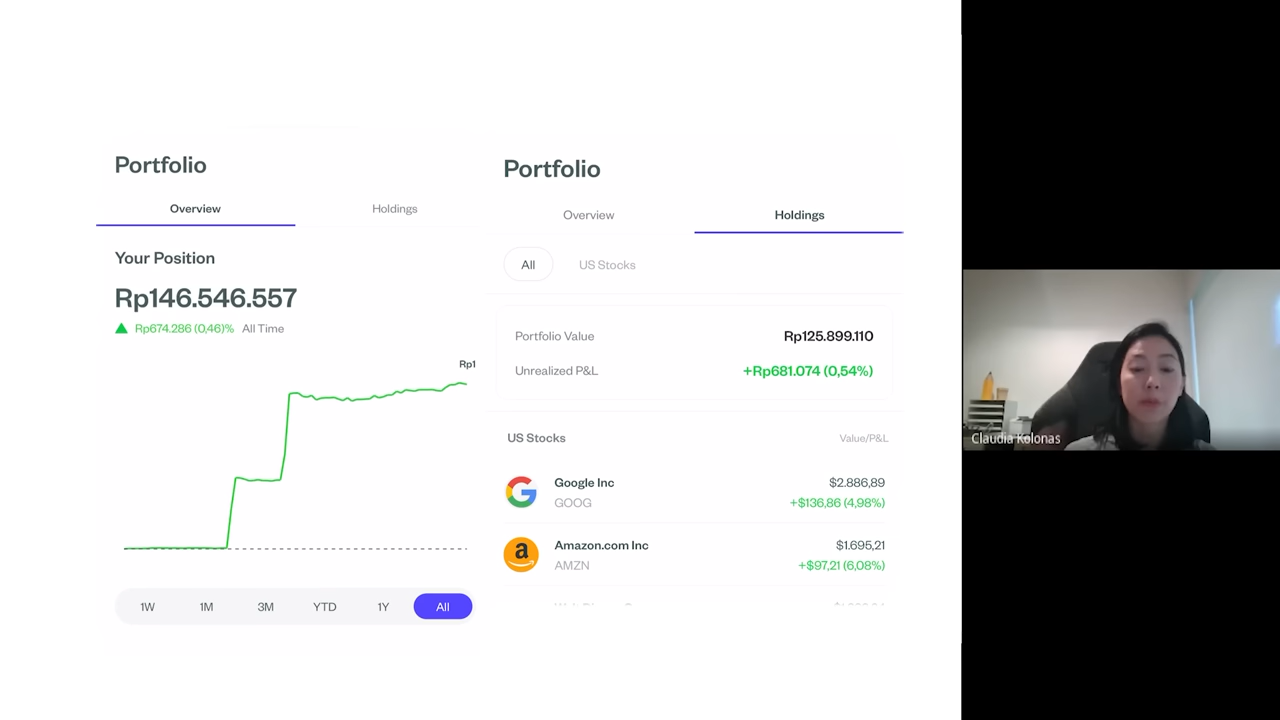 Portfolio
Overview Holdings
Your Position
Rp146.546.557
Rp674.286 (0,46)% All Time
Rp1
1W 1M 3M YTD 1Y All
Portfolio
Overview Holdings
All US Stocks
Portfolio Value Rp125.899.110
Unrealized P&L +Rp681.074 (0,54%)
US Stocks Value/P&L
Google Inc $2.886,89
GOOG +$136,86 (4,98%)
Amazon.com Inc $1.695,21
AMZN +$97,21 (6,08%)
Claudia Kolonas